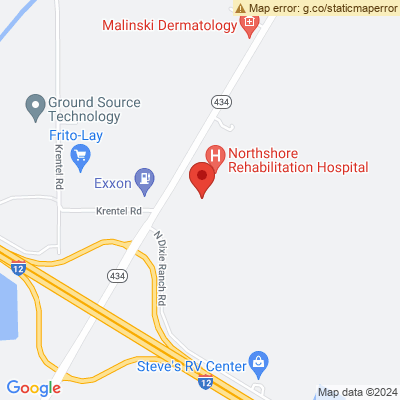 Map error: g.co/staticmaperror
Malinski Dermatology
434
Ground Source
Technology
Frito-Lay
Krentel Rd
H
Northshore
Rehabilitation Hospital
Exxon
Krentel Rd
N Dixie Ranch Rd
12
434
Steve's RV Center
12
Google
Map data ©2024